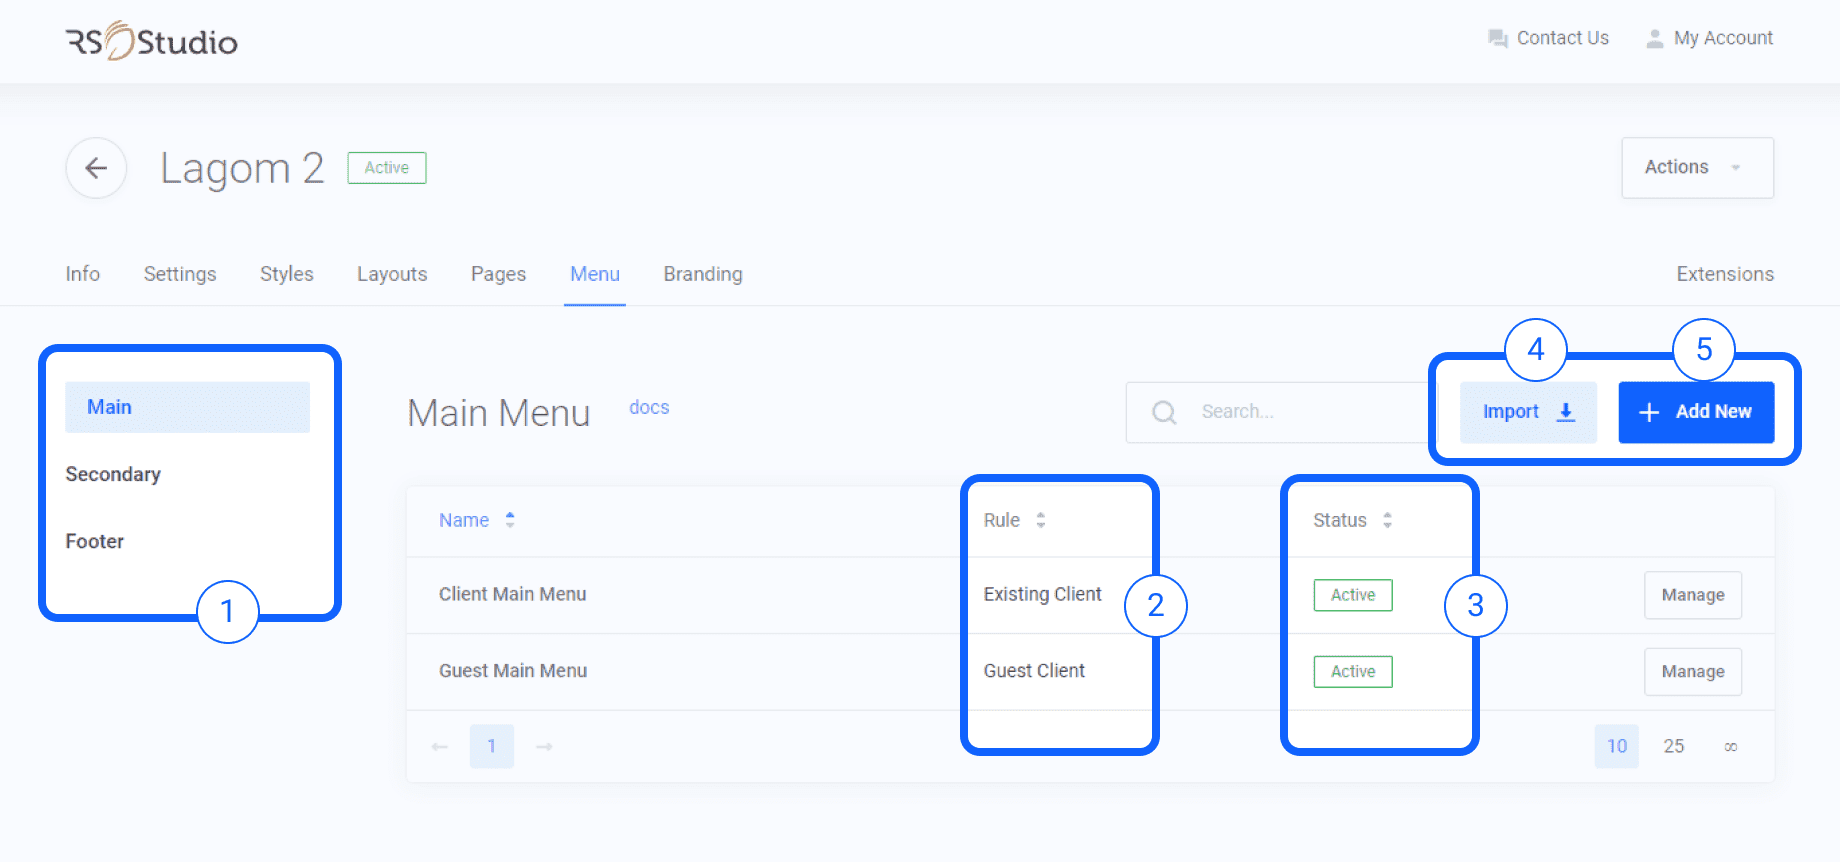 RSStudio
Contact Us
My Account
Lagom 2
Active
Actions
Info
Settings
Styles
Layouts
Pages
Menu
Branding
Extensions
4
5
Main
Secondary
Footer
1
Main Menu
docs
Search...
Import
Add New
Name
Rule
Status
Client Main Menu
Existing Client
2
Active
3
Manage
Guest Main Menu
Guest Client
Active
Manage
1
10
25
∞